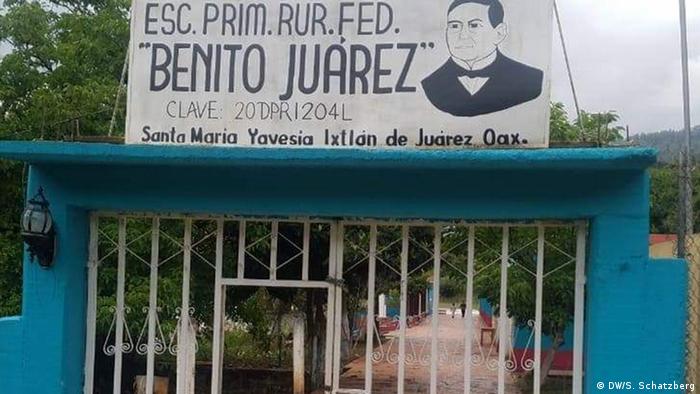 ESC. PRIM. RUR. FED.
"BENITO JUÁREZ"
CLAVE: 20DPR1204L
Santa María Yavesía Ixtlán de Juárez Oax.
© DW/S. Schatzberg